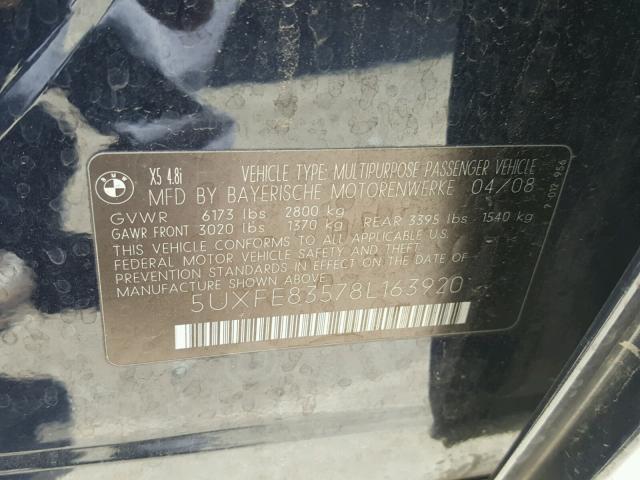 BMW
X5 4.8i
VEHICLE TYPE: MULTIPURPOSE PASSENGER VEHICLE
MFD BY BAYERISCHE MOTORENWERKE 04/08
GVWR 6173 lbs 2800 kg
GAWR FRONT 3020 lbs 1370 kg REAR 3395 lbs - 1540 kg
THIS VEHICLE CONFORMS TO ALL APPLICABLE U.S.
FEDERAL MOTOR VEHICLE SAFETY AND THEFT
PREVENTION STANDARDS IN EFFECT ON THE DATE OF
MANUFACTURE SHOWN ABOVE
5UXFE83578L163920